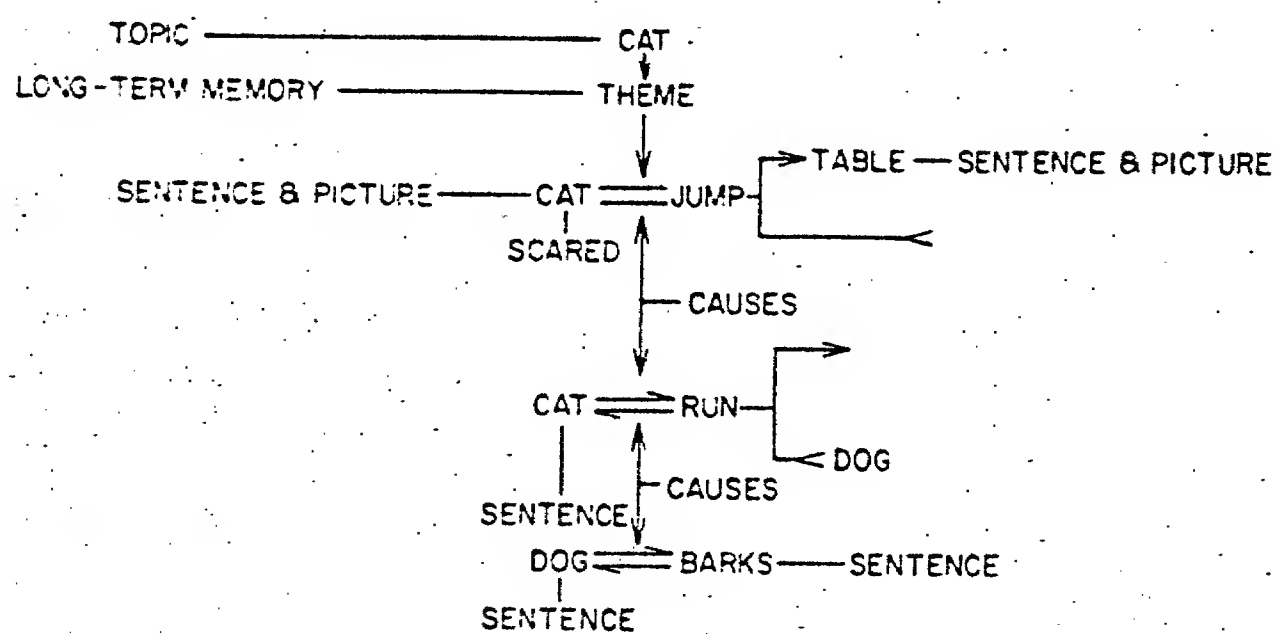 TOPIC CAT
LONG-TERM MEMORY THEME
TABLE SENTENCE & PICTURE
SENTENCE & PICTURE CAT JUMP
SCARED
CAUSES
CAT RUN
DOG
CAUSES
SENTENCE
DOG BARKS SENTENCE
SENTENCE